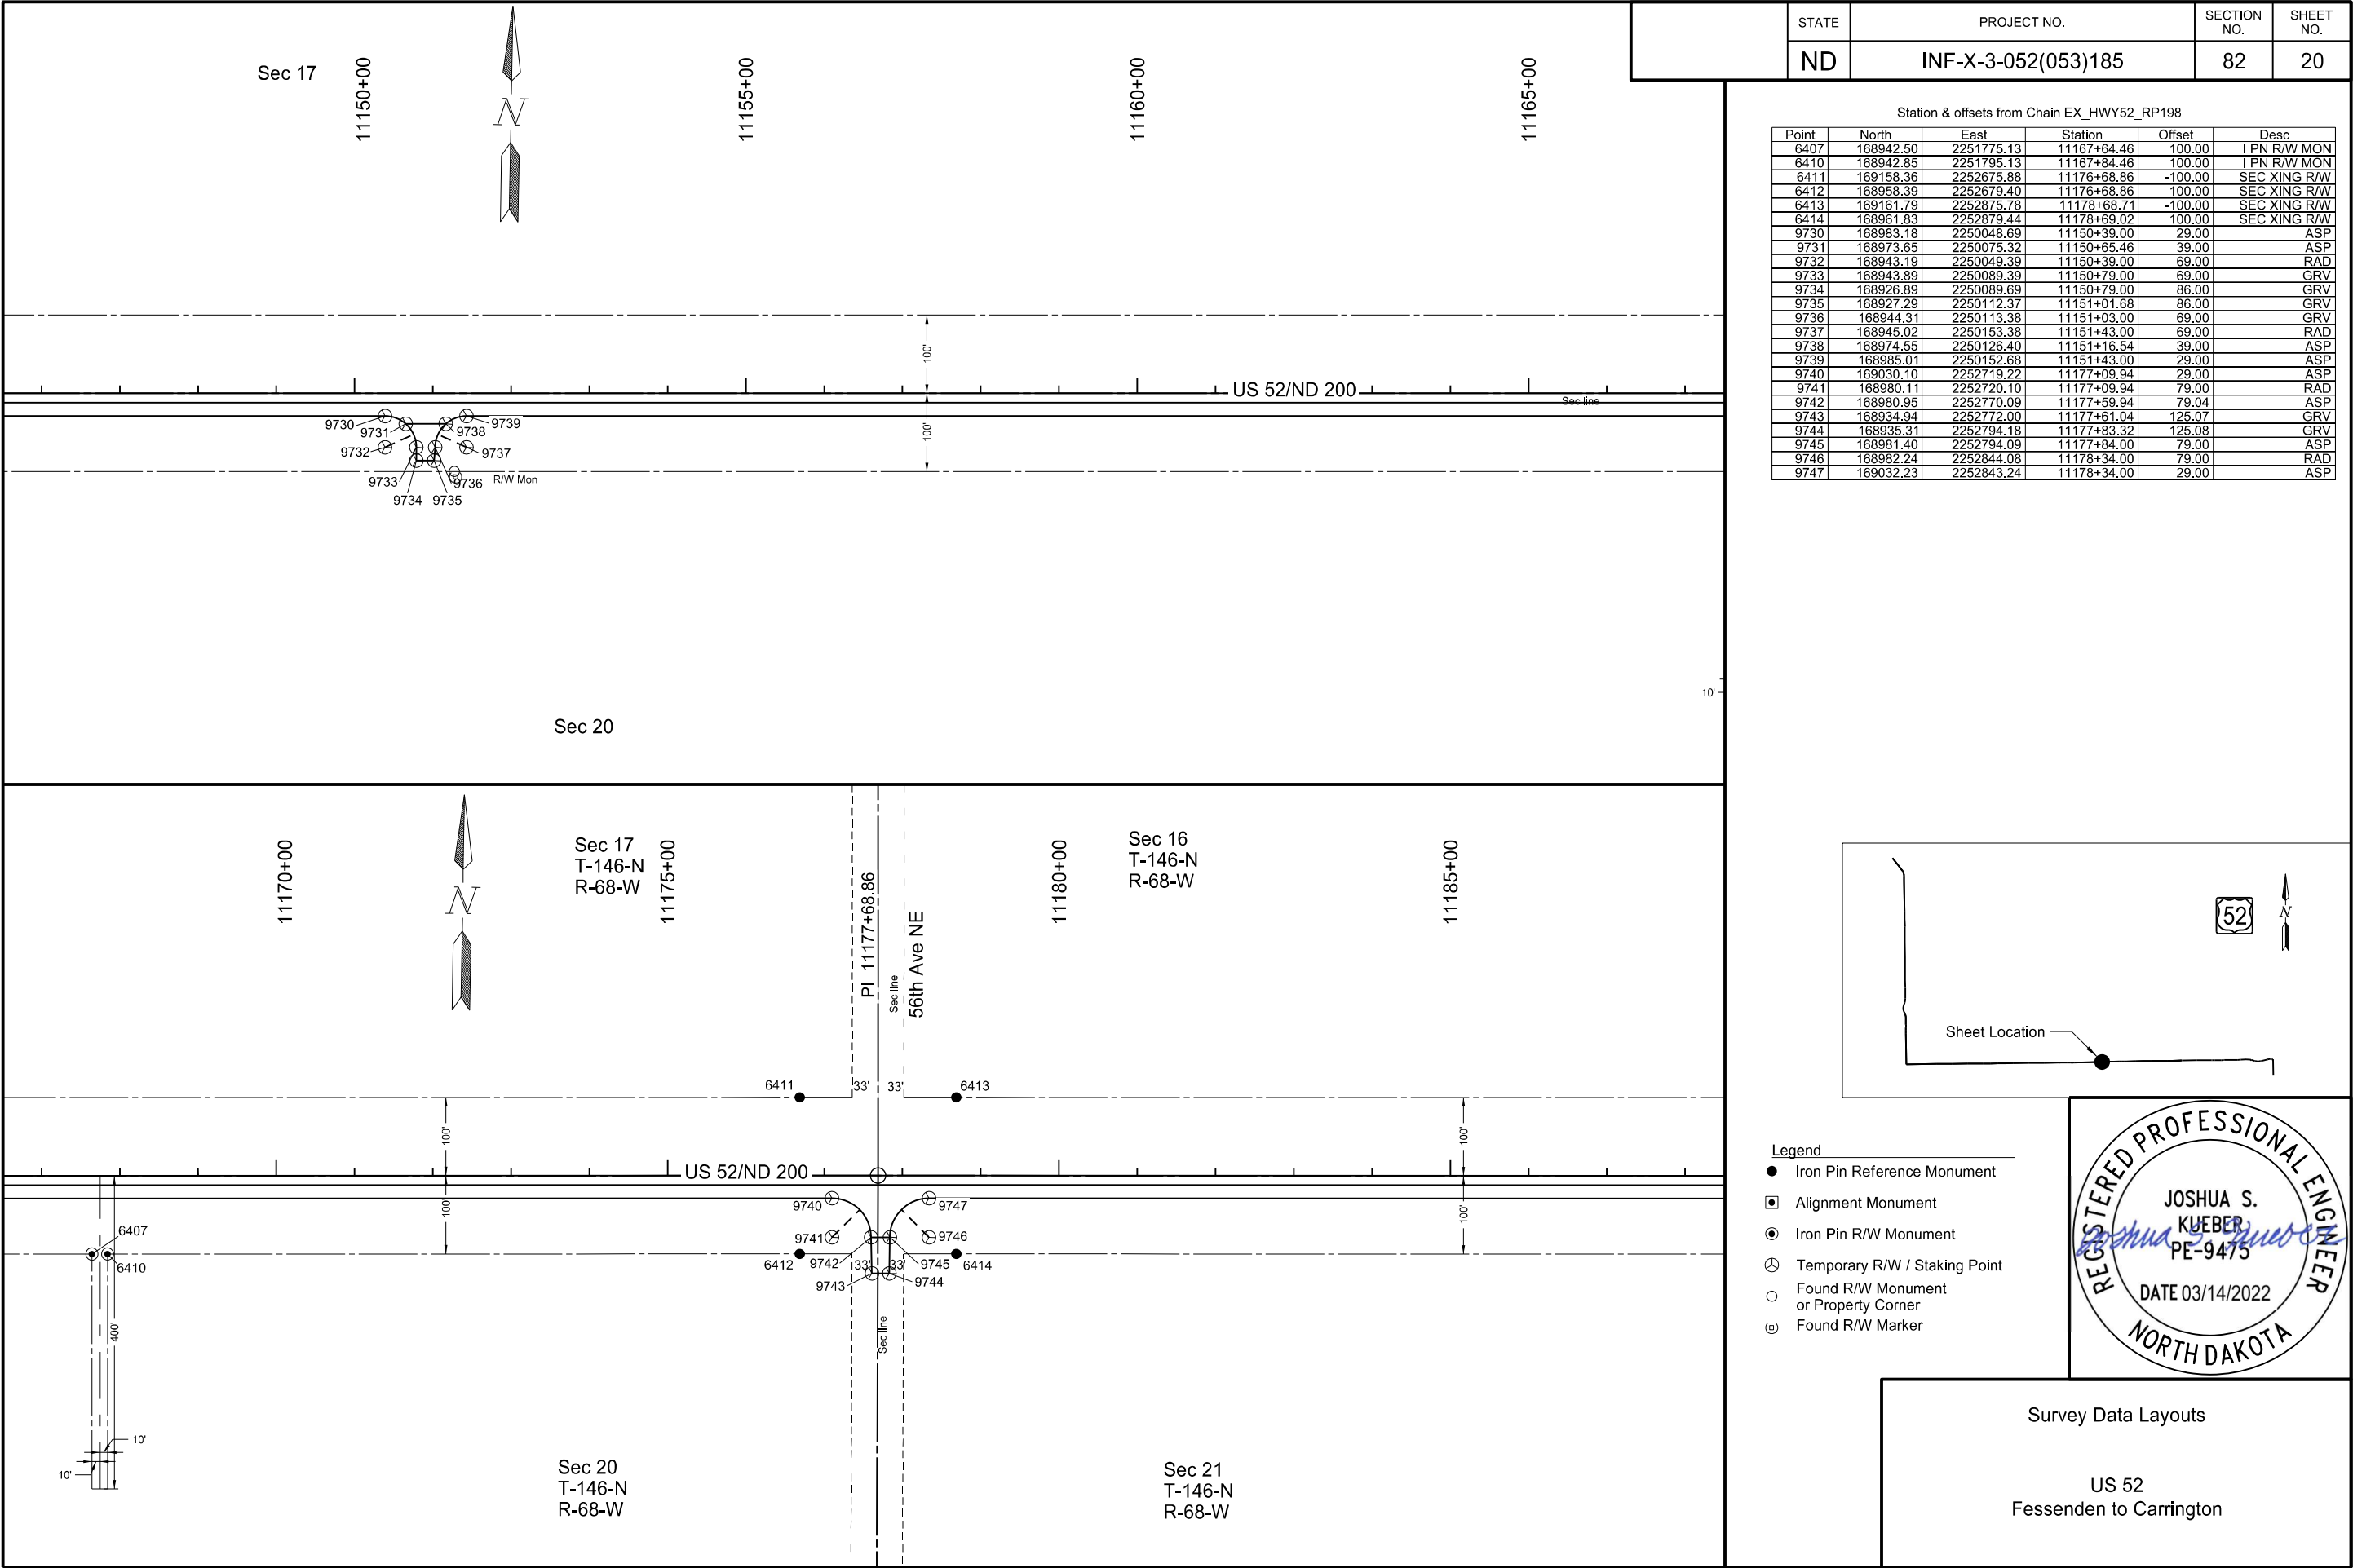 STATE PROJECT NO. SECTION NO. SHEET NO.
ND INF-X-3-052(053)185 82 20
Sec 17
11150+00
11155+00
11160+00
11165+00
N
100'
US 52/ND 200
Sec line
100'
9730
9731
9732
9733
9734
9735
9736
9737
9738
9739
R/W Mon
10'
Sec 20
Station & offsets from Chain EX_HWY52_RP198
Point North East Station Offset Desc
6407 168942.50 2251775.13 11167+64.46 100.00 I PN R/W MON
6410 168942.85 2251795.13 11167+84.46 100.00 I PN R/W MON
6411 169158.36 2252675.88 11176+68.86 -100.00 SEC XING R/W
6412 168958.39 2252679.40 11176+68.86 100.00 SEC XING R/W
6413 169161.79 2252875.78 11178+68.71 -100.00 SEC XING R/W
6414 168961.83 2252879.44 11178+69.02 100.00 SEC XING R/W
9730 168983.18 2250048.69 11150+39.00 29.00 ASP
9731 168973.65 2250075.32 11150+65.46 39.00 ASP
9732 168943.19 2250049.39 11150+39.00 69.00 RAD
9733 168943.89 2250089.39 11150+79.00 69.00 GRV
9734 168926.89 2250089.69 11150+79.00 86.00 GRV
9735 168927.29 2250112.37 11151+01.68 86.00 GRV
9736 168944.31 2250113.38 11151+03.00 69.00 GRV
9737 168945.02 2250153.38 11151+43.00 69.00 RAD
9738 168974.55 2250126.40 11151+16.54 39.00 ASP
9739 168985.01 2250152.68 11151+43.00 29.00 ASP
9740 169030.10 2252719.22 11177+09.94 29.00 ASP
9741 168980.11 2252720.10 11177+09.94 79.00 RAD
9742 168980.95 2252770.09 11177+59.94 79.04 ASP
9743 168934.94 2252772.00 11177+61.04 125.07 GRV
9744 168935.31 2252794.18 11177+83.32 125.08 GRV
9745 168981.40 2252794.09 11177+84.00 79.00 ASP
9746 168982.24 2252844.08 11178+34.00 79.00 RAD
9747 169032.23 2252843.24 11178+34.00 29.00 ASP
11170+00
N
Sec 17
T-146-N
R-68-W
11175+00
PI 11177+68.86
Sec line
56th Ave NE
11180+00
Sec 16
T-146-N
R-68-W
11185+00
6411
33'
33'
6413
100'
100'
US 52/ND 200
100'
100'
9740
9741
6412
9742
9743
33'
33'
9745
9744
6414
9746
9747
6407
6410
400'
10'
10'
Sec line
Sec 20
T-146-N
R-68-W
Sec 21
T-146-N
R-68-W
52
N
Sheet Location
Legend
Iron Pin Reference Monument
Alignment Monument
Iron Pin R/W Monument
Temporary R/W / Staking Point
Found R/W Monument
or Property Corner
Found R/W Marker
REGISTERED PROFESSIONAL ENGINEER
JOSHUA S.
KUEBER
PE-9475
Joshua S. Kueber
DATE 03/14/2022
NORTH DAKOTA
Survey Data Layouts
US 52
Fessenden to Carrington